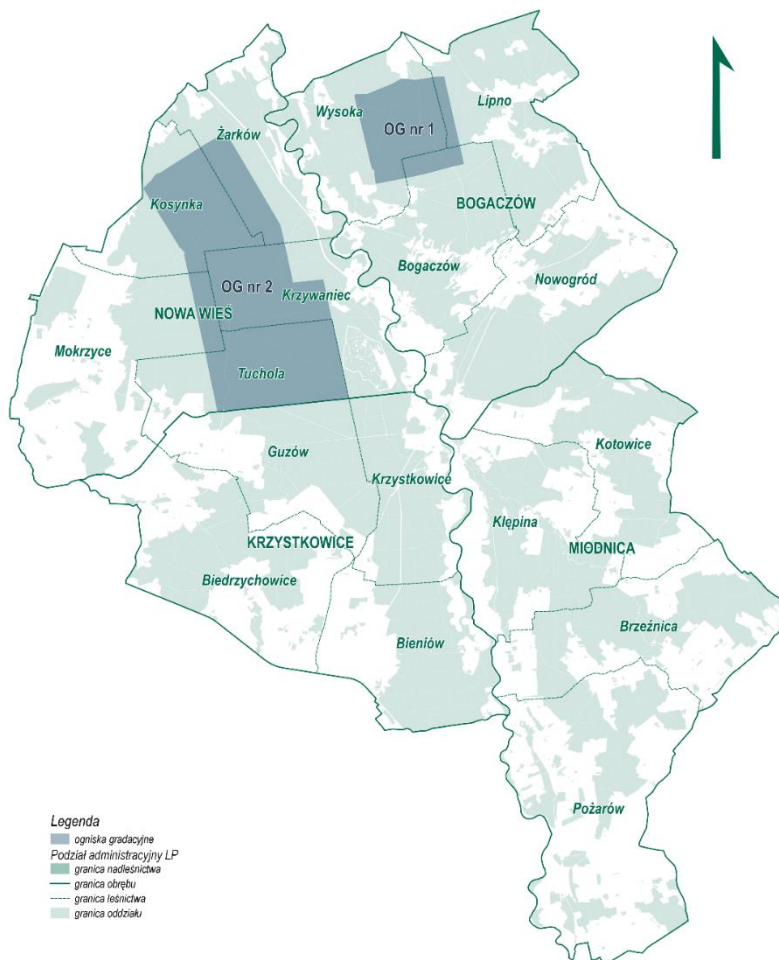 Wysoka
Lipno
OG nr 1
Żarków
Kosynka
BOGACZÓW
Bogaczów
Nowogród
OG nr 2
Krzywaniec
NOWA WIEŚ
Mokrzyce
Tuchola
Guzów
Krzystkowice
Kotowice
Klępina
KRZYSTKOWICE
MIODNICA
Biedrzychowice
Brzeźnica
Bieniów
Pożarów
Legenda
ogniska gradacyjne
Podział administracyjny LP
granica nadleśnictwa
granica obrębu
granica leśnictwa
granica oddziału